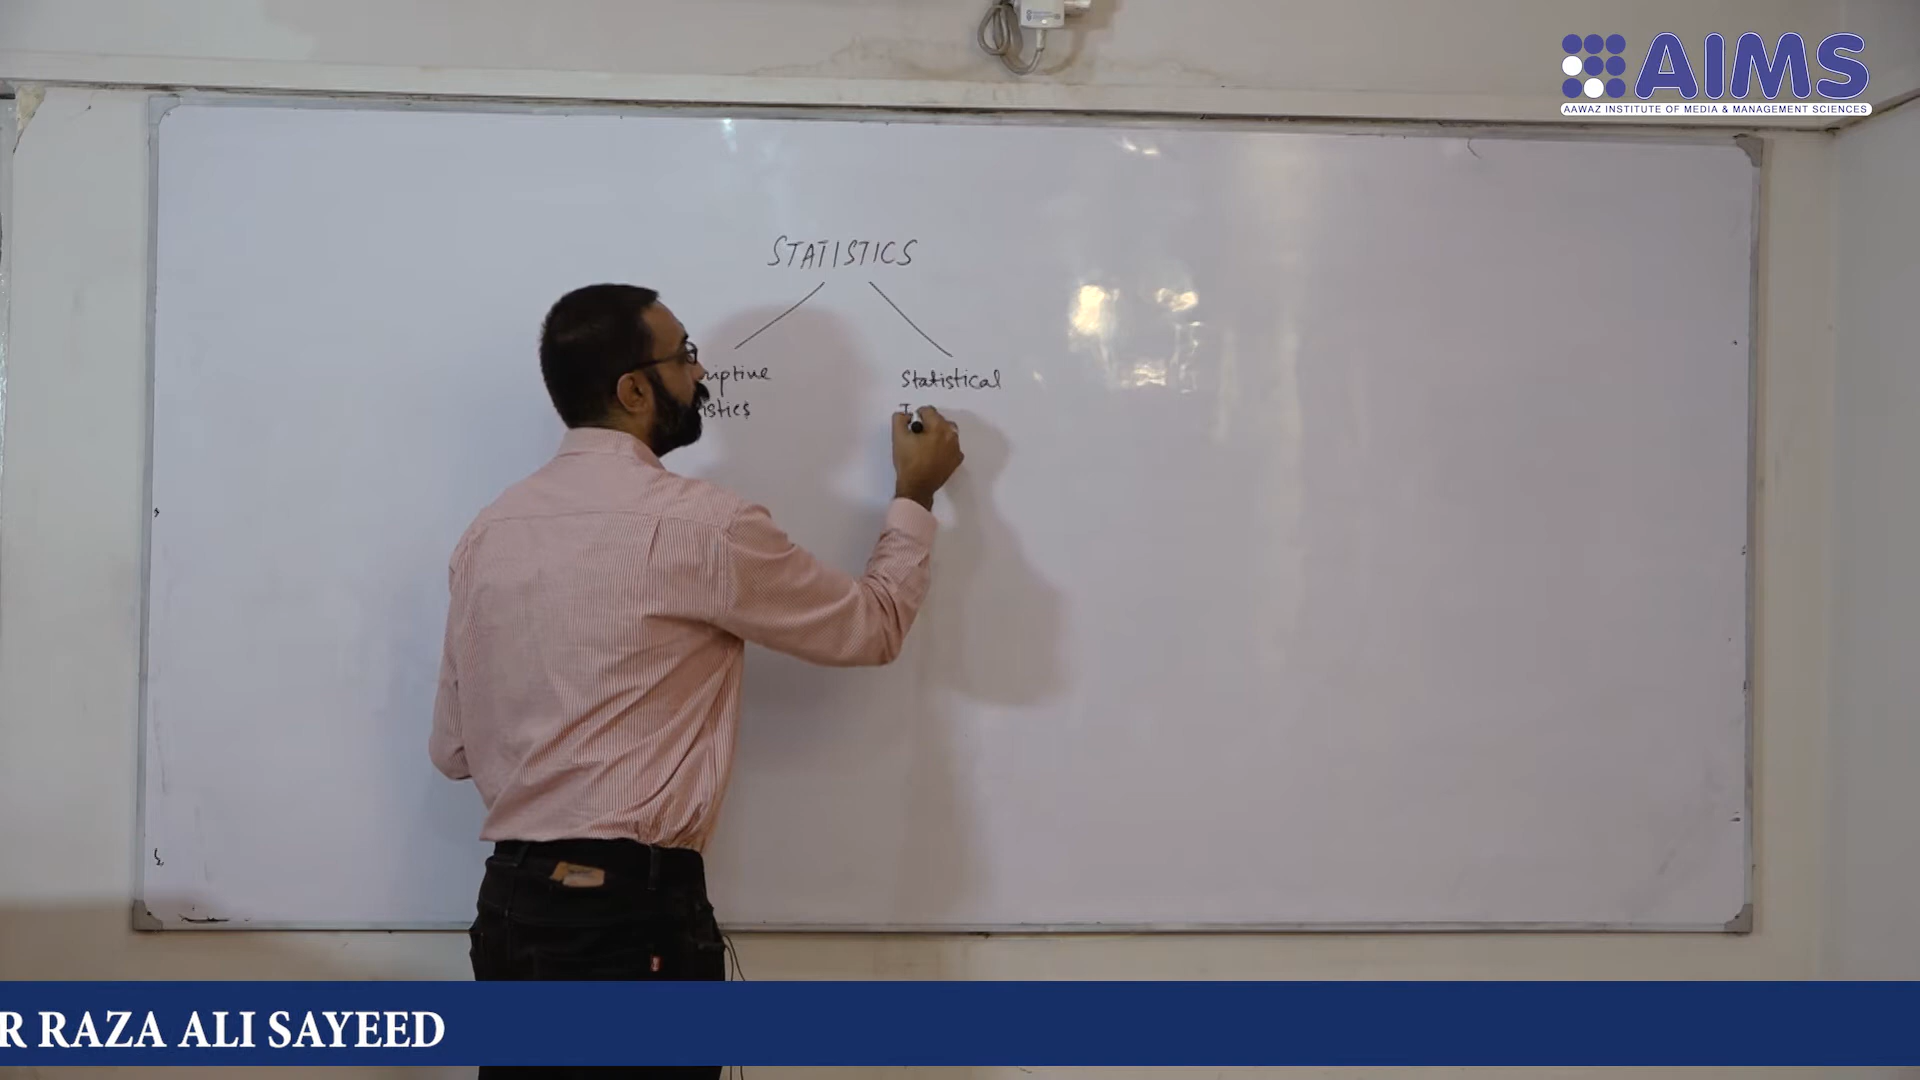 AIMS
AAWAZ INSTITUTE OF MEDIA & MANAGEMENT SCIENCES
STATISTICS
riptive
Statistical
istics
R RAZA ALI SAYEED